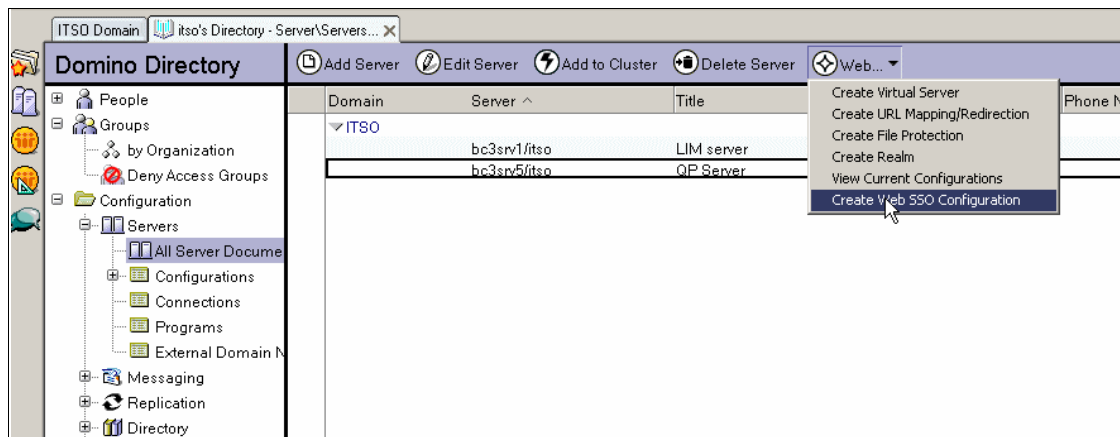 ITSO Domain
itso's Directory - Server\Servers...
Domino Directory
Add Server
Edit Server
Add to Cluster
Delete Server
Web...
People
Groups
by Organization
Deny Access Groups
Configuration
Servers
All Server Docume
Configurations
Connections
Programs
External Domain N
Messaging
Replication
Directory
Domain Server Title Phone N
ITSO
bc3srv1/itso LIM server
bc3srv5/itso QP Server
Create Virtual Server
Create URL Mapping/Redirection
Create File Protection
Create Realm
View Current Configurations
Create Web SSO Configuration